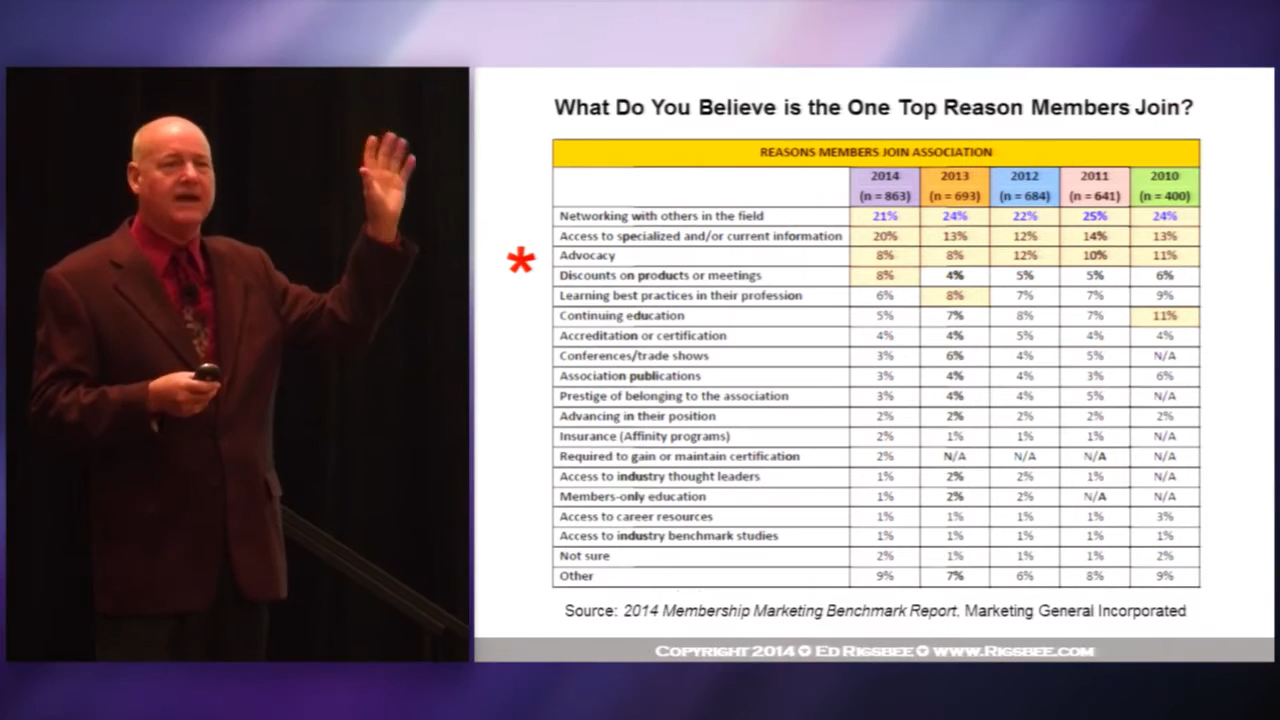 What Do You Believe is the One Top Reason Members Join?
REASONS MEMBERS JOIN ASSOCIATION
2014 2013 2012 2011 2010
(n = 863) (n = 693) (n = 684) (n = 641) (n = 400)
Networking with others in the field 21% 24% 22% 25% 24%
Access to specialized and/or current information 20% 13% 12% 14% 13%
* Advocacy 8% 8% 12% 10% 11%
Discounts on products or meetings 8% 4% 5% 5% 6%
Learning best practices in their profession 6% 8% 7% 7% 9%
Continuing education 5% 7% 8% 7% 11%
Accreditation or certification 4% 4% 5% 4% 4%
Conferences/trade shows 3% 6% 4% 5% N/A
Association publications 3% 4% 4% 3% 6%
Prestige of belonging to the association 3% 4% 4% 5% N/A
Advancing in their position 2% 2% 2% 2% 2%
Insurance (Affinity programs) 2% 1% 1% 1% N/A
Required to gain or maintain certification 2% N/A N/A N/A N/A
Access to industry thought leaders 1% 2% 2% 1% N/A
Members-only education 1% 2% 2% N/A N/A
Access to career resources 1% 1% 1% 1% 3%
Access to industry benchmark studies 1% 1% 1% 1% 1%
Not sure 2% 1% 1% 1% 2%
Other 9% 7% 6% 8% 9%
Source: 2014 Membership Marketing Benchmark Report, Marketing General Incorporated
Copyright 2014 ✪ Ed Rigsbee ✪ www.Rigsbee.com